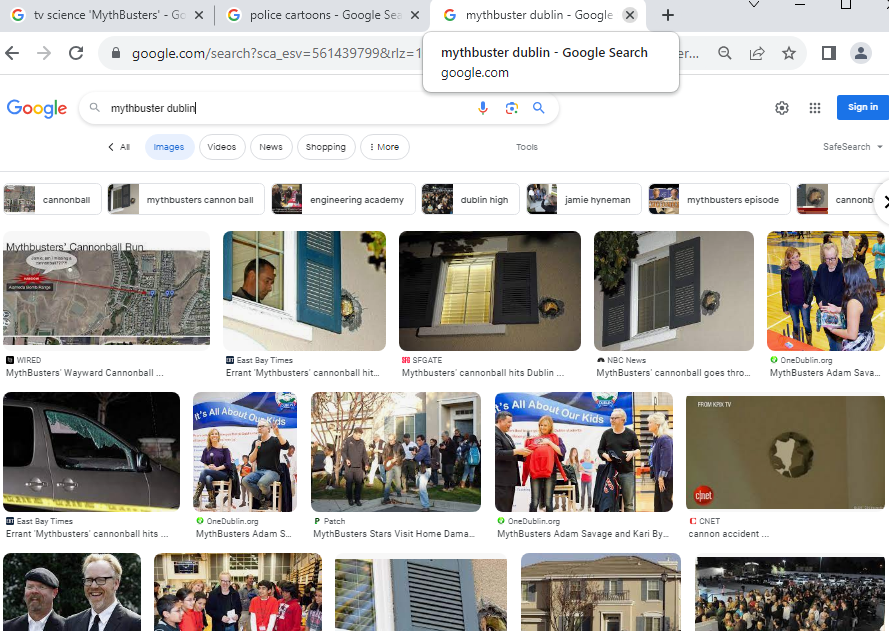 tv science 'MythBusters' - Go
police cartoons - Google Sea
mythbuster dublin - Google
google.com/search?sca_esv=561439799&rlz=1
er...
mythbuster dublin - Google Search
google.com
Google
mythbuster dublin
Sign in
All
Images
Videos
News
Shopping
More
Tools
SafeSearch
cannonball
mythbusters cannon ball
engineering academy
dublin high
jamie hyneman
mythbusters episode
cannonb
Mythbusters' Cannonball Run
WIRED
MythBusters' Wayward Cannonball ...
East Bay Times
Errant 'Mythbusters' cannonball hit...
SFGATE
MythBusters' cannonball hits Dublin ...
NBC News
MythBusters' cannonball goes thro...
OneDublin.org
MythBusters Adam Sava...
It's All About Our Kids
It's All About Our Kids
FROM KPIX TV
c|net
East Bay Times
Errant 'Mythbusters' cannonball hits ...
OneDublin.org
MythBusters Adam S...
Patch
MythBusters Stars Visit Home Dama...
OneDublin.org
MythBusters Adam Savage and Kari By...
CNET
cannon accident ...